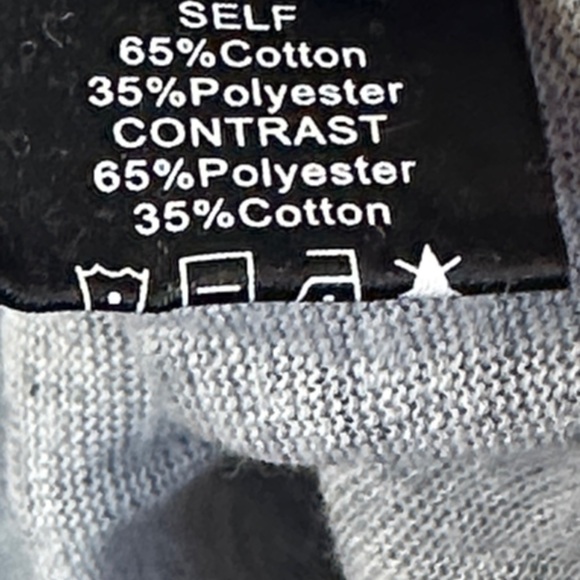 SELF
65%Cotton
35%Polyester
CONTRAST
65%Polyester
35%Cotton